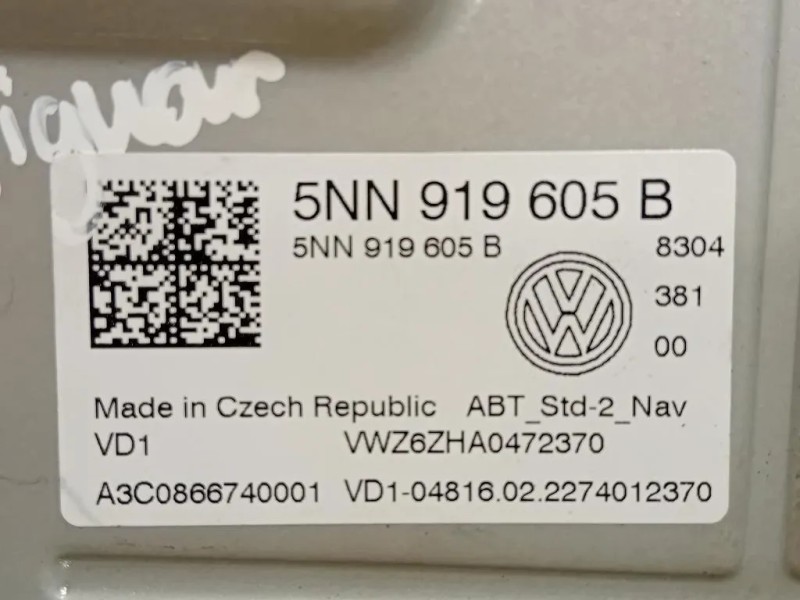 5NN 919 605 B
5NN 919 605 B
8304
381
00
Made in Czech Republic ABT_Std-2_Nav
VD1 VWZ6ZHA0472370
A3C0866740001 VD1-04816.02.2274012370